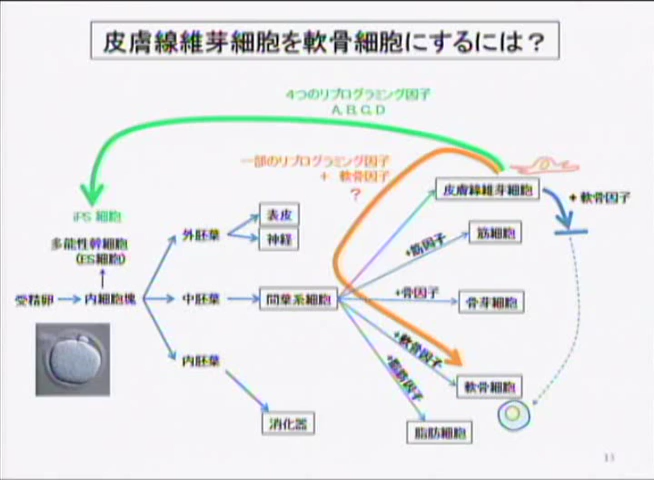 皮膚線維芽細胞を軟骨細胞にするには？
4つのリプログラミング因子
A, B, C, D
一部のリプログラミング因子
+ 軟骨因子
？
iPS 細胞
多能性幹細胞
(ES細胞)
受精卵
内細胞塊
外胚葉
表皮
神経
中胚葉
間葉系細胞
内胚葉
消化器
皮膚線維芽細胞
+ 軟骨因子
+筋因子
筋細胞
+骨因子
骨芽細胞
+軟骨因子
軟骨細胞
+脂肪因子
脂肪細胞
13